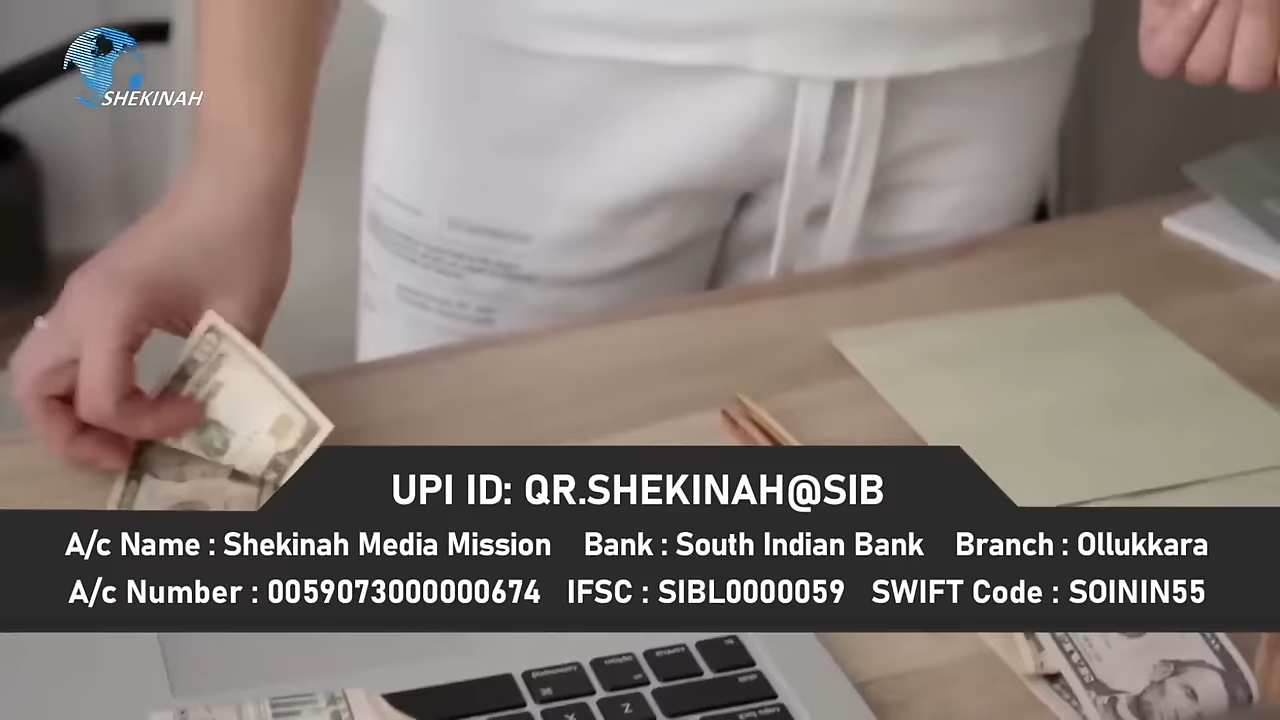 SHEKINAH
UPI ID: QR.SHEKINAH@SIB
A/c Name : Shekinah Media Mission Bank : South Indian Bank Branch : Ollukkara
A/c Number : 0059073000000674 IFSC : SIBL0000059 SWIFT Code : SOININ55
Z
X